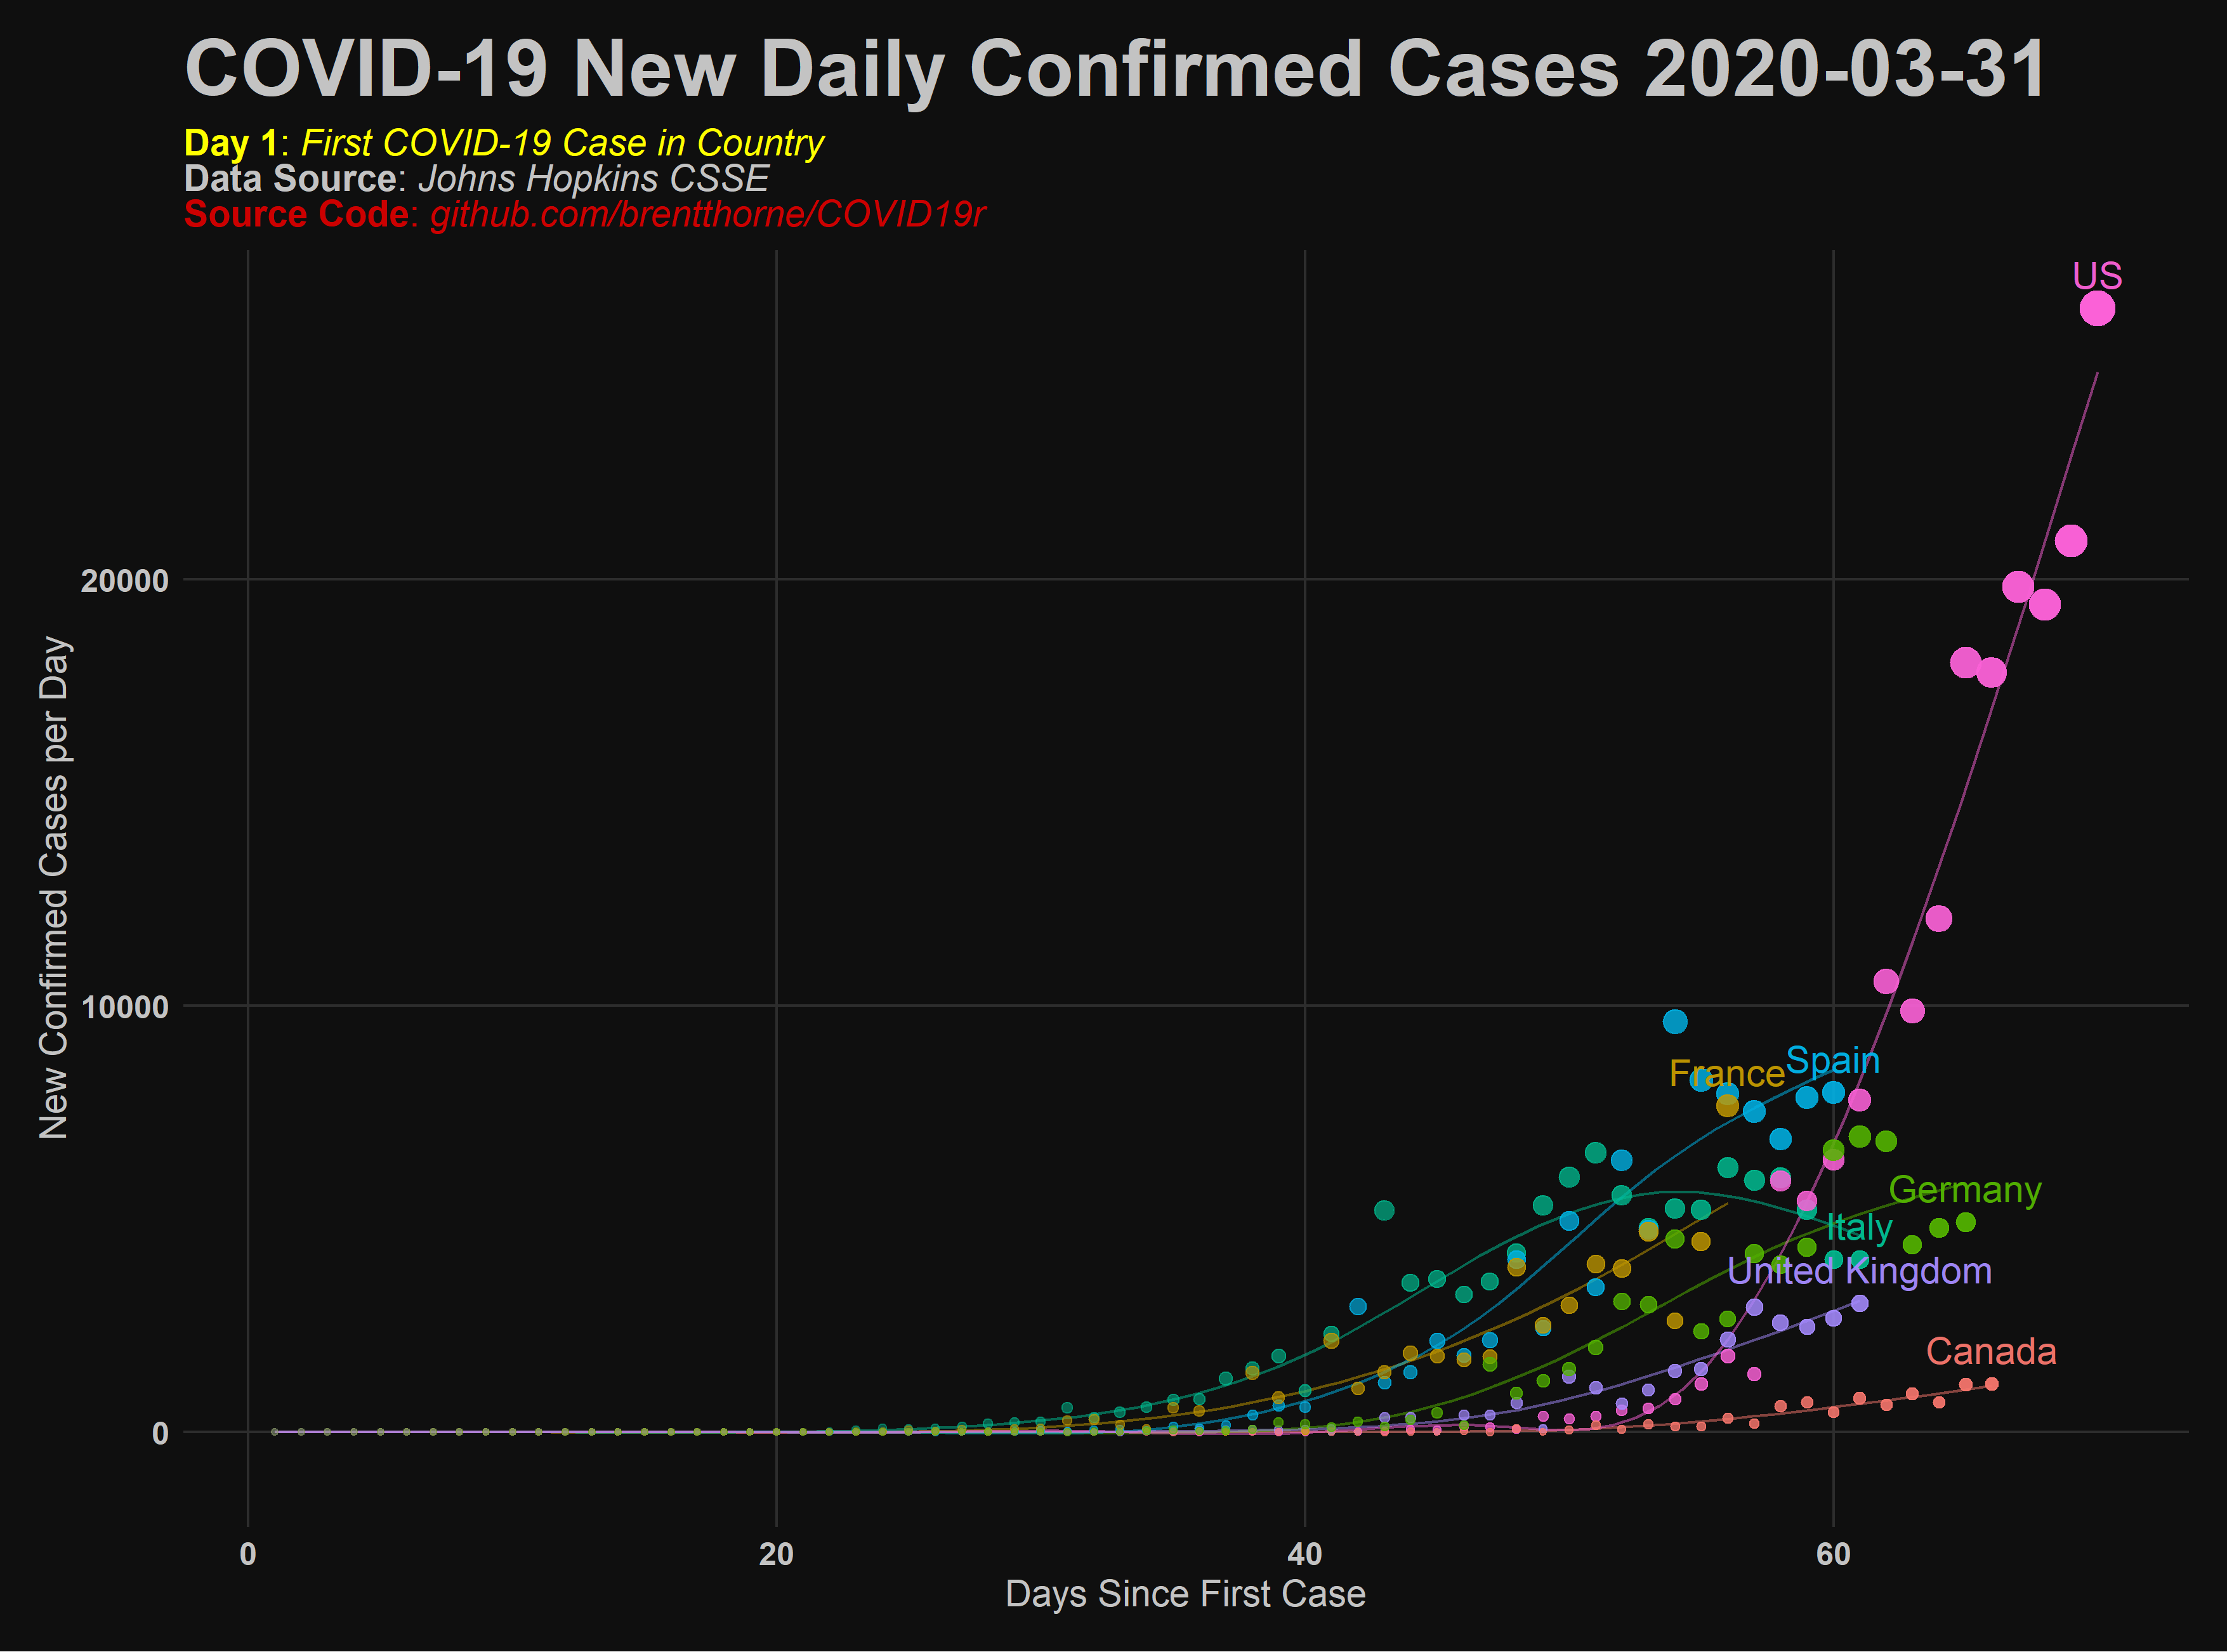 COVID-19 New Daily Confirmed Cases 2020-03-31
Day 1: First COVID-19 Case in Country
Data Source: Johns Hopkins CSSE
Source Code: github.com/brentthorne/COVID19r
US
20000
New Confirmed Cases per Day
10000
Spain
France
Germany
Italy
United Kingdom
Canada
0
0 20 40 60
Days Since First Case